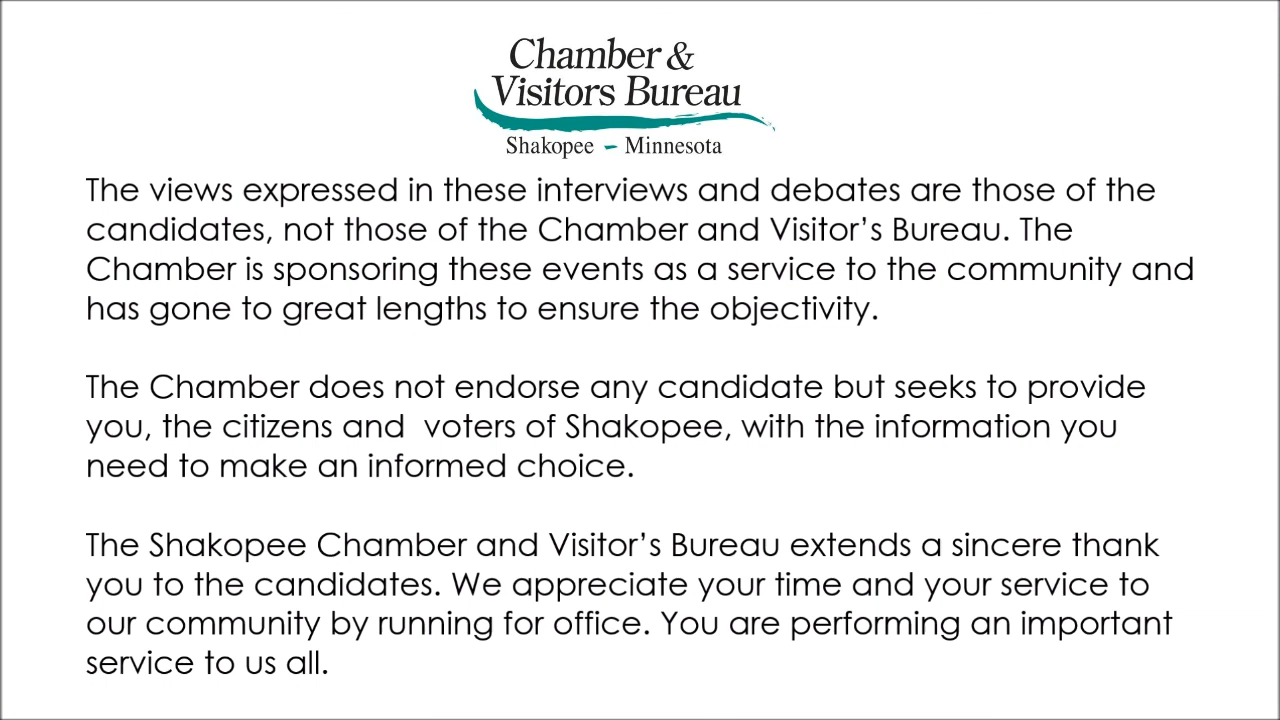 Chamber &
Visitors Bureau
Shakopee – Minnesota
The views expressed in these interviews and debates are those of the
candidates, not those of the Chamber and Visitor’s Bureau. The
Chamber is sponsoring these events as a service to the community and
has gone to great lengths to ensure the objectivity.
The Chamber does not endorse any candidate but seeks to provide
you, the citizens and  voters of Shakopee, with the information you
need to make an informed choice.
The Shakopee Chamber and Visitor’s Bureau extends a sincere thank
you to the candidates. We appreciate your time and your service to
our community by running for office. You are performing an important
service to us all.